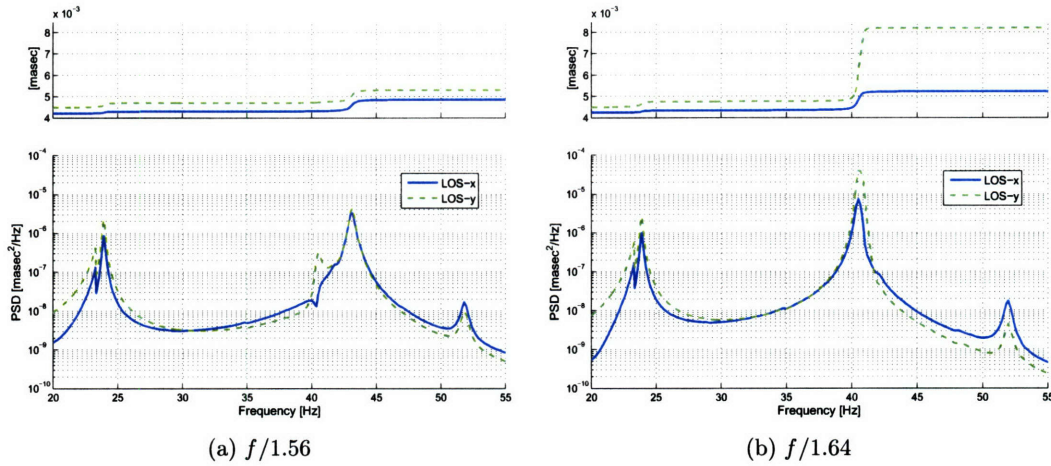 x 10⁻³
8
7
6
5
4
[masec]
10⁻⁴
10⁻⁵
10⁻⁶
10⁻⁷
10⁻⁸
10⁻⁹
10⁻¹⁰
PSD [masec²/Hz]
LOS-x
LOS-y
20 25 30 35 40 45 50 55
Frequency [Hz]
(a) f/1.56
x 10⁻³
8
7
6
5
4
[masec]
10⁻⁴
10⁻⁵
10⁻⁶
10⁻⁷
10⁻⁸
10⁻⁹
10⁻¹⁰
PSD [masec²/Hz]
LOS-x
LOS-y
20 25 30 35 40 45 50 55
Frequency [Hz]
(b) f/1.64